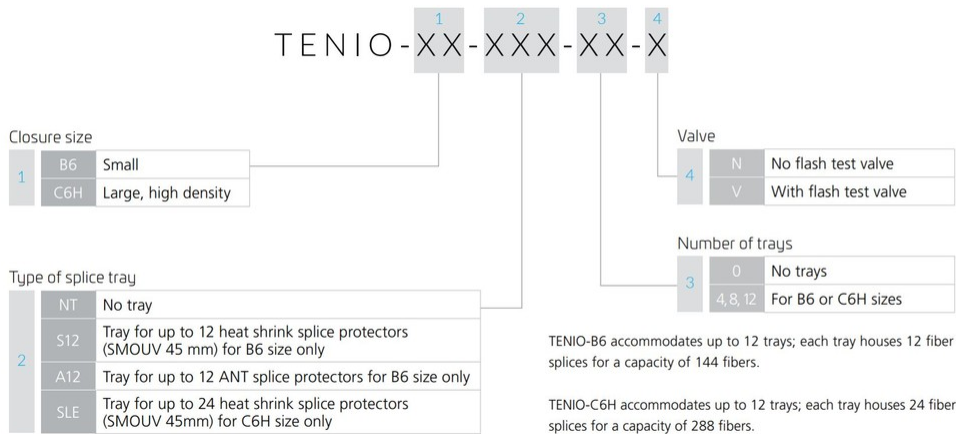 1 2 3 4
TENIO-XX-XXX-XX-X
Closure size
1
B6 Small
C6H Large, high density
Type of splice tray
2
NT No tray
S12 Tray for up to 12 heat shrink splice protectors
(SMOUV 45 mm) for B6 size only
A12 Tray for up to 12 ANT splice protectors for B6 size only
SLE Tray for up to 24 heat shrink splice protectors
(SMOUV 45mm) for C6H size only
Valve
4
N No flash test valve
V With flash test valve
Number of trays
3
0 No trays
4, 8, 12 For B6 or C6H sizes
TENIO-B6 accommodates up to 12 trays; each tray houses 12 fiber
splices for a capacity of 144 fibers.
TENIO-C6H accommodates up to 12 trays; each tray houses 24 fiber
splices for a capacity of 288 fibers.